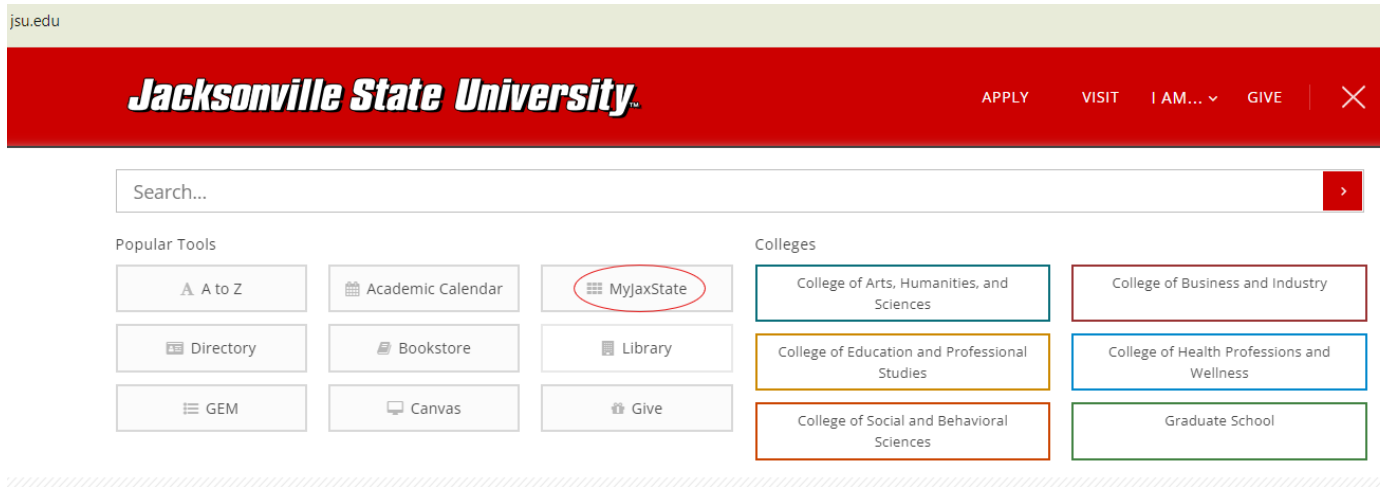 jsu.edu
Jacksonville State University™
APPLY
VISIT
I AM...
GIVE
Search...
Popular Tools
A A to Z
Academic Calendar
MyJaxState
Directory
Bookstore
Library
GEM
Canvas
Give
Colleges
College of Arts, Humanities, and
Sciences
College of Business and Industry
College of Education and Professional
Studies
College of Health Professions and
Wellness
College of Social and Behavioral
Sciences
Graduate School